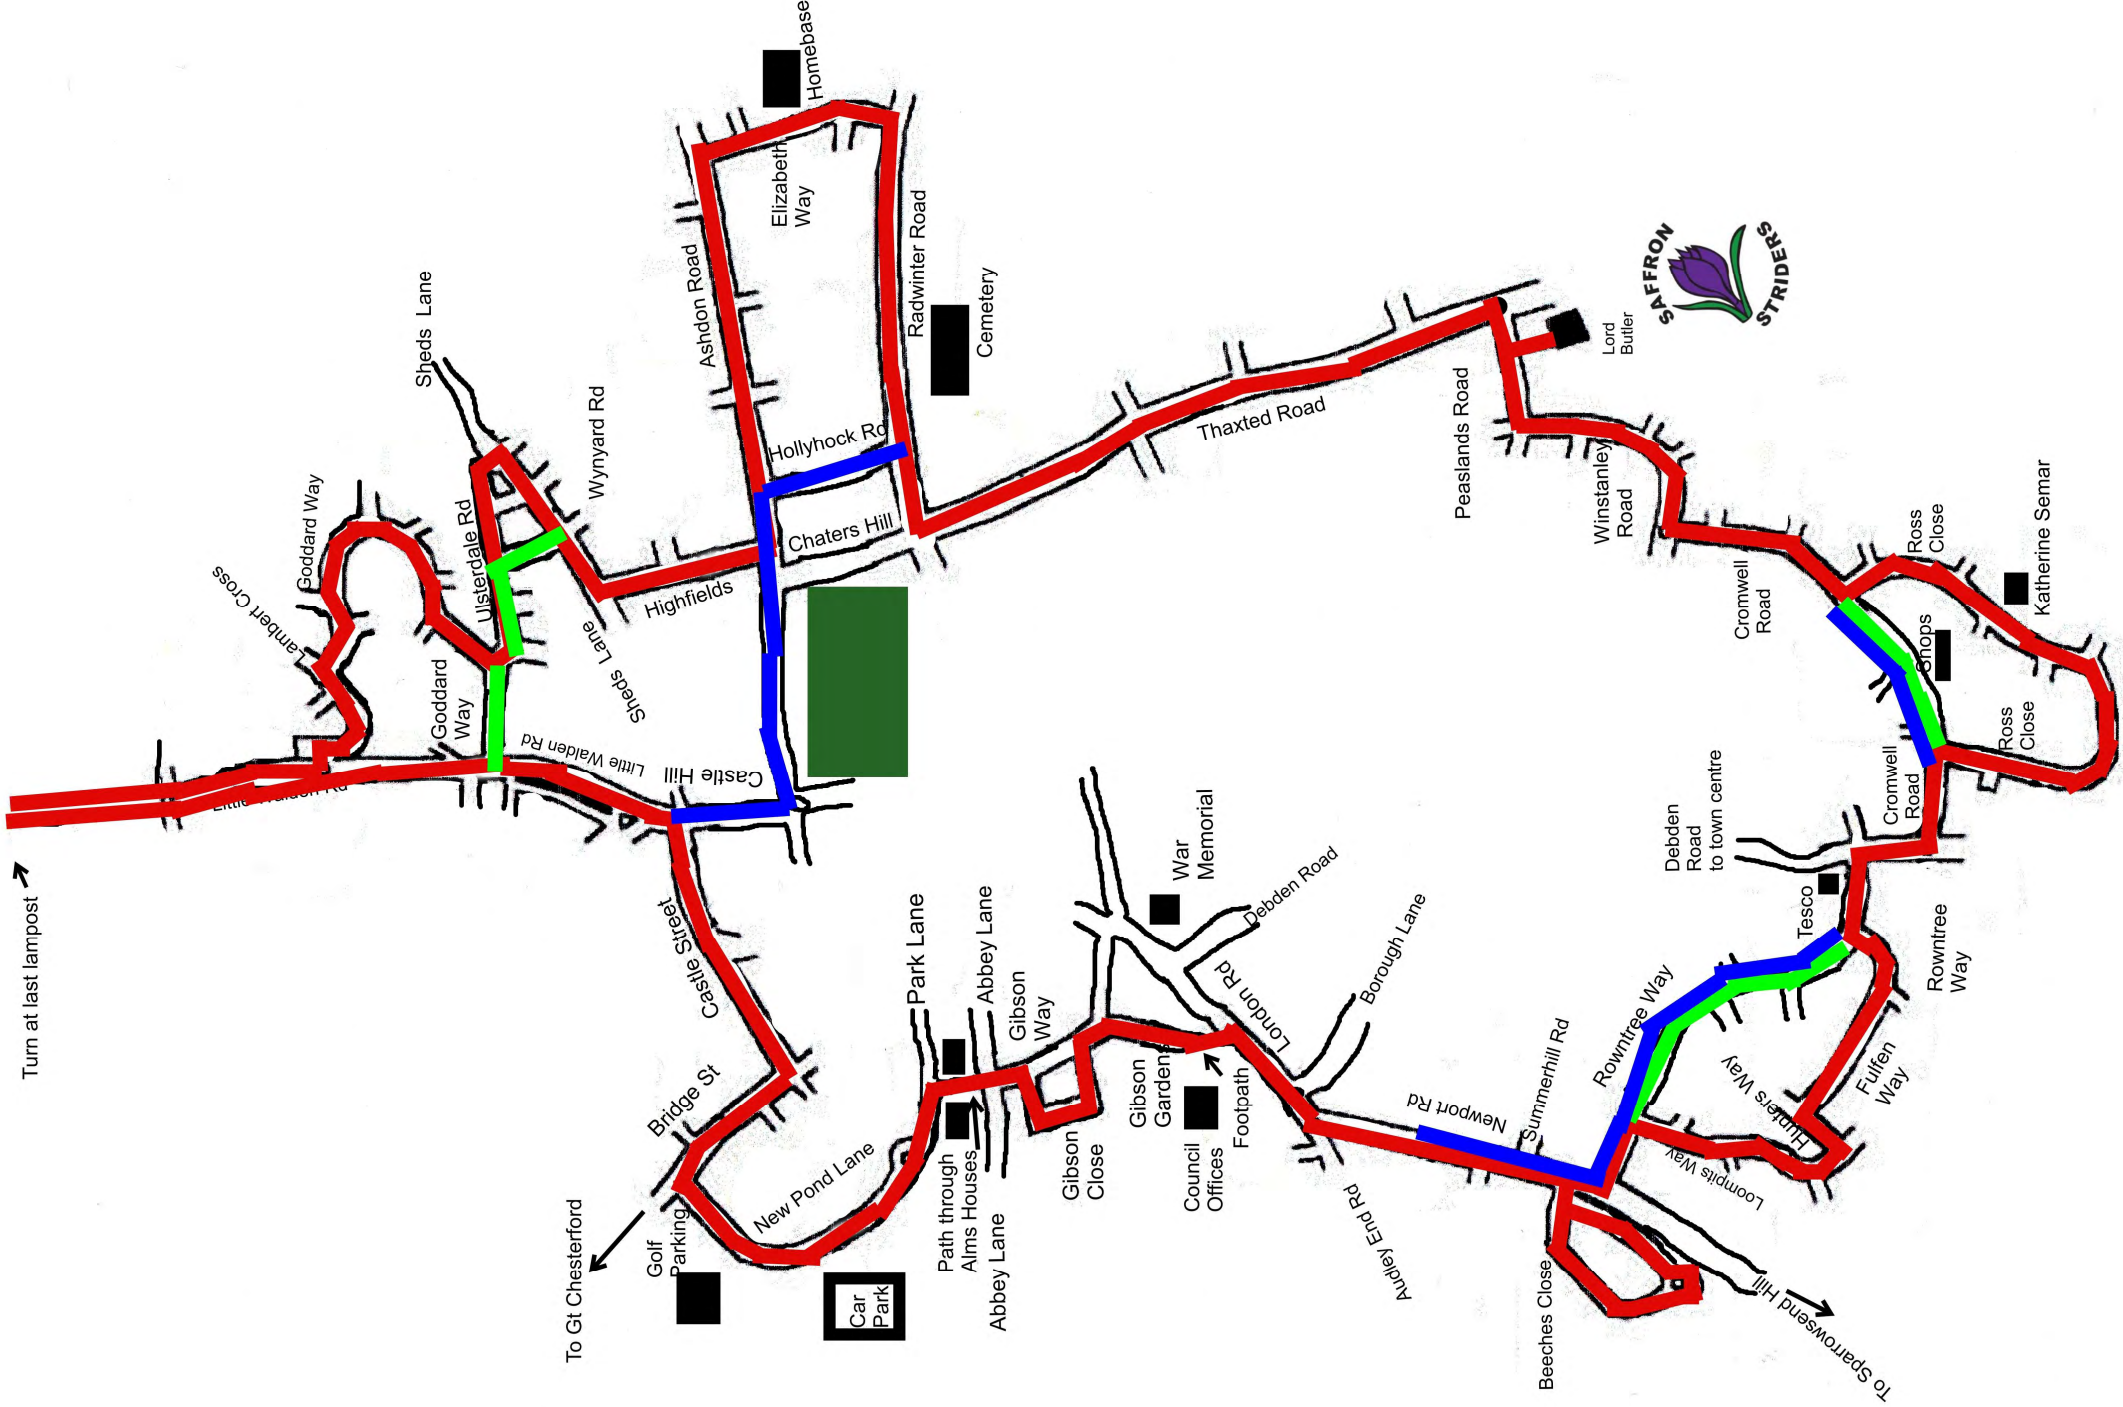 Homebase
Elizabeth
Way
Ashdon Road
Radwinter Road
Cemetery
Sheds Lane
Wynyard Rd
Hollyhock Rd
Chaters Hill
Highfields
Sheds Lane
Ulsterdale Rd
Goddard Way
Lambert Cross
Goddard
Way
Little Walden Rd
Little Walden Rd
Castle Hill
Turn at last lampost
Castle Street
Bridge St
To Gt Chesterford
Golf
Parking
New Pond Lane
Car
Park
Park Lane
Abbey Lane
Path through
Alms Houses
Abbey Lane
Gibson
Way
Gibson
Close
Gibson
Gardens
Council
Offices
Footpath
War
Memorial
Debden Road
London Rd
Borough Lane
Audley End Rd
Newport Rd
Summerhill Rd
Beeches Close
To Sparrowsend Hill
Loompits Way
Hunters Way
Fulfen
Way
Rowntree Way
Rowntree
Way
Tesco
Debden
Road
to town centre
Cromwell
Road
Ross
Close
Shops
Katherine Semar
Ross
Close
Cromwell
Road
Winstanley
Road
Peaslands Road
Lord
Butler
Thaxted Road
SAFFRON
STRIDERS